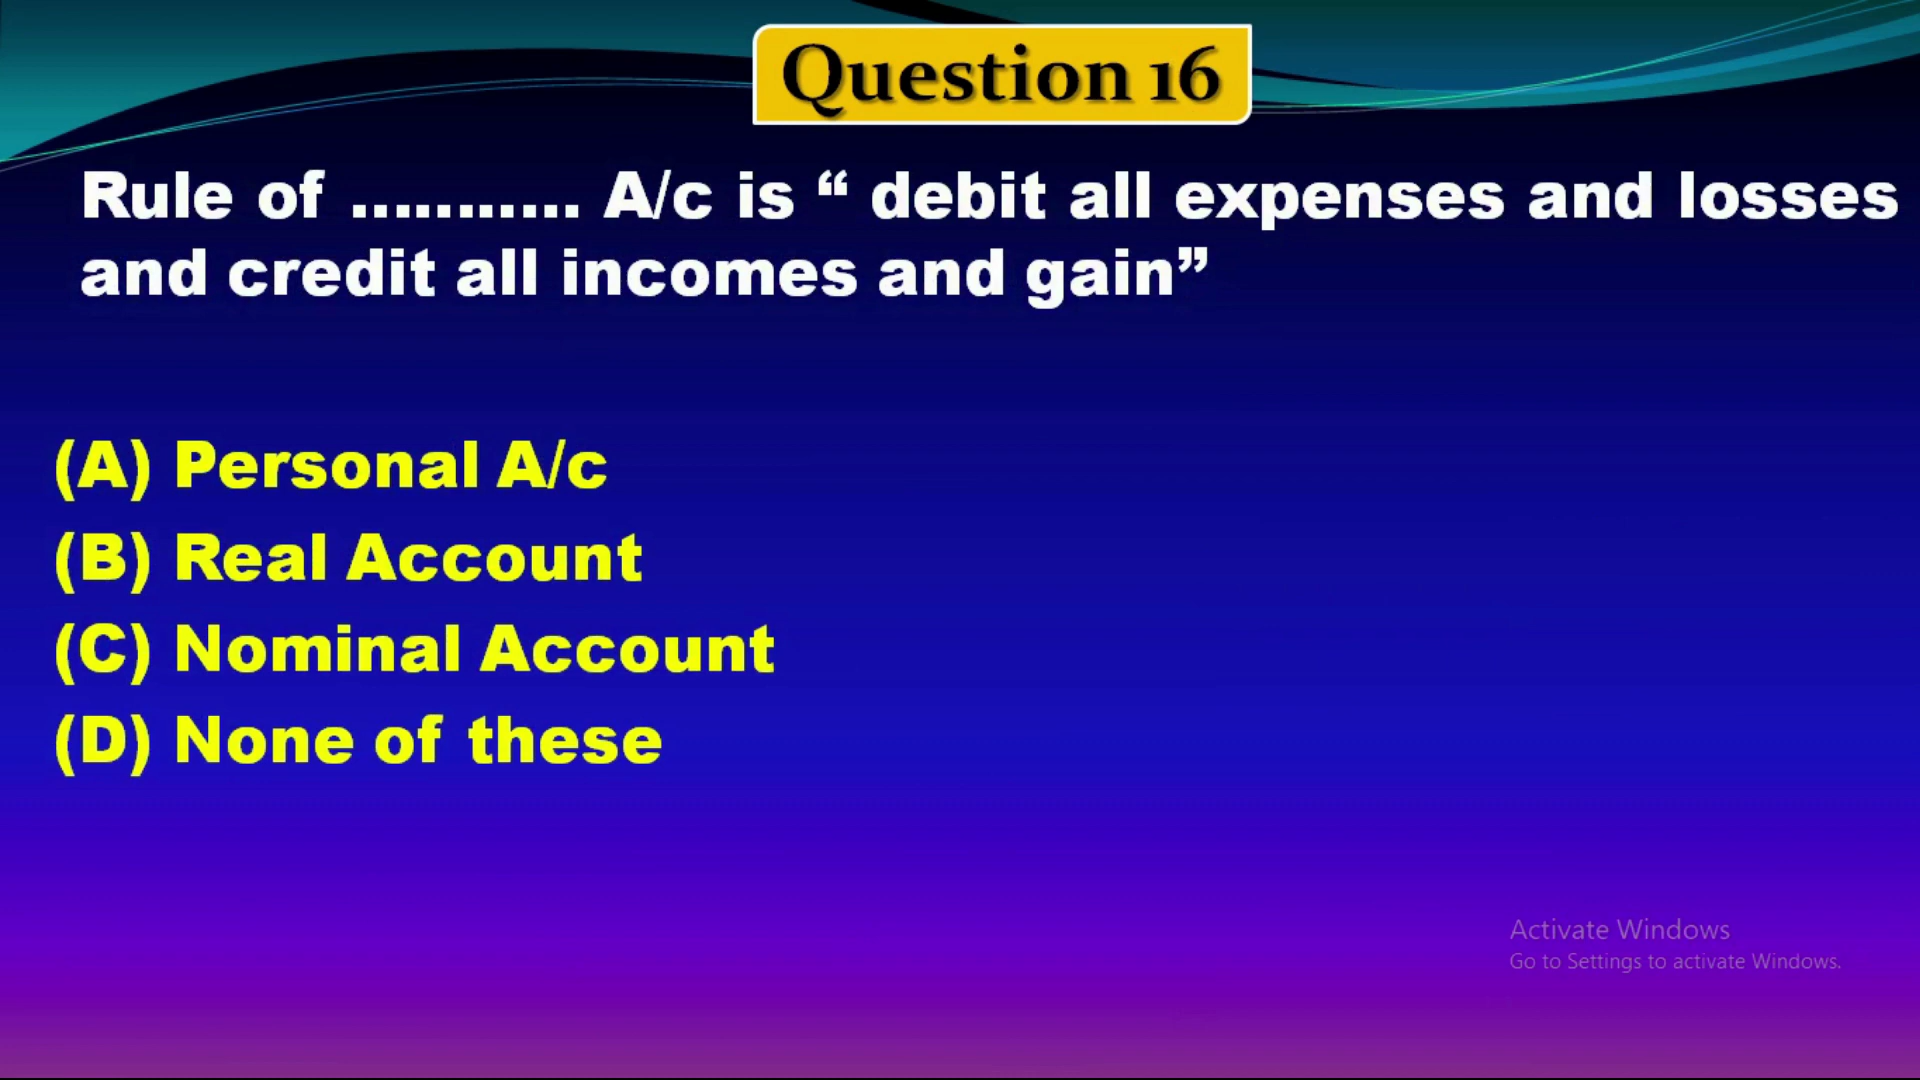 Question 16
Rule of ........... A/c is “ debit all expenses and losses
and credit all incomes and gain”
(A) Personal A/c
(B) Real Account
(C) Nominal Account
(D) None of these
Activate Windows
Go to Settings to activate Windows.